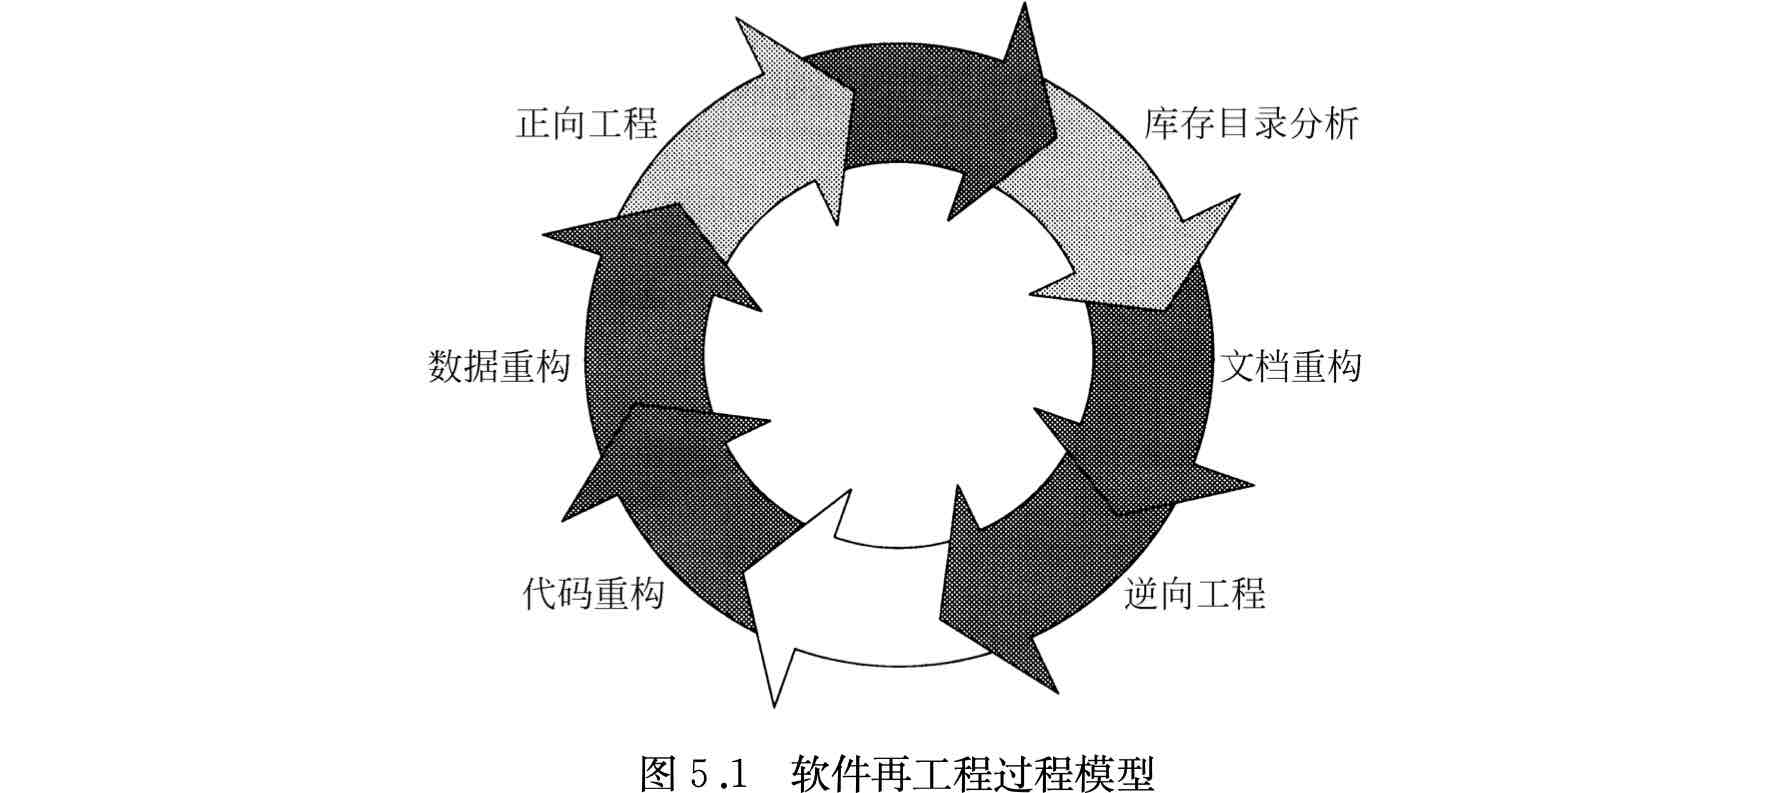 正向工程
库存目录分析
数据重构
文档重构
代码重构
逆向工程
图 5.1 软件再工程过程模型